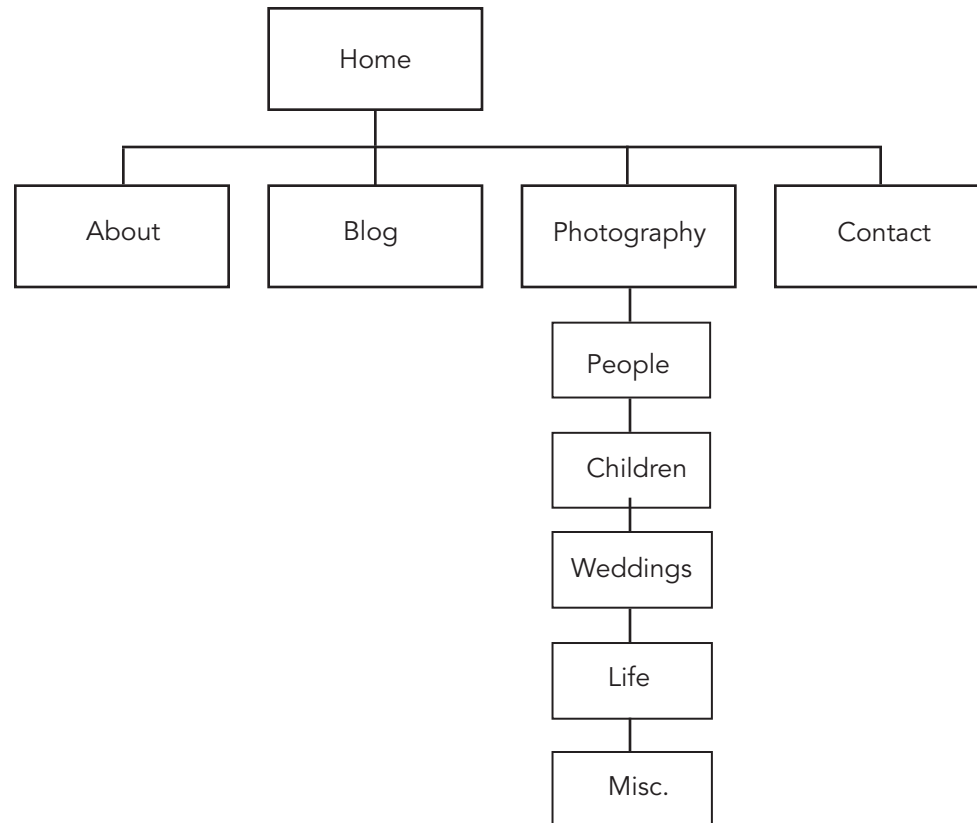 Home
About
Blog
Photography
Contact
People
Children
Weddings
Life
Misc.